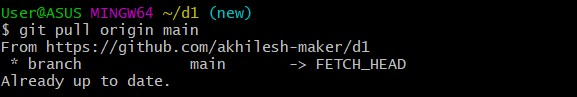 User@ASUS MINGW64 ~/d1 (new)
$ git pull origin main
From https://github.com/akhilesh-maker/d1
 * branch            main       -> FETCH_HEAD
Already up to date.